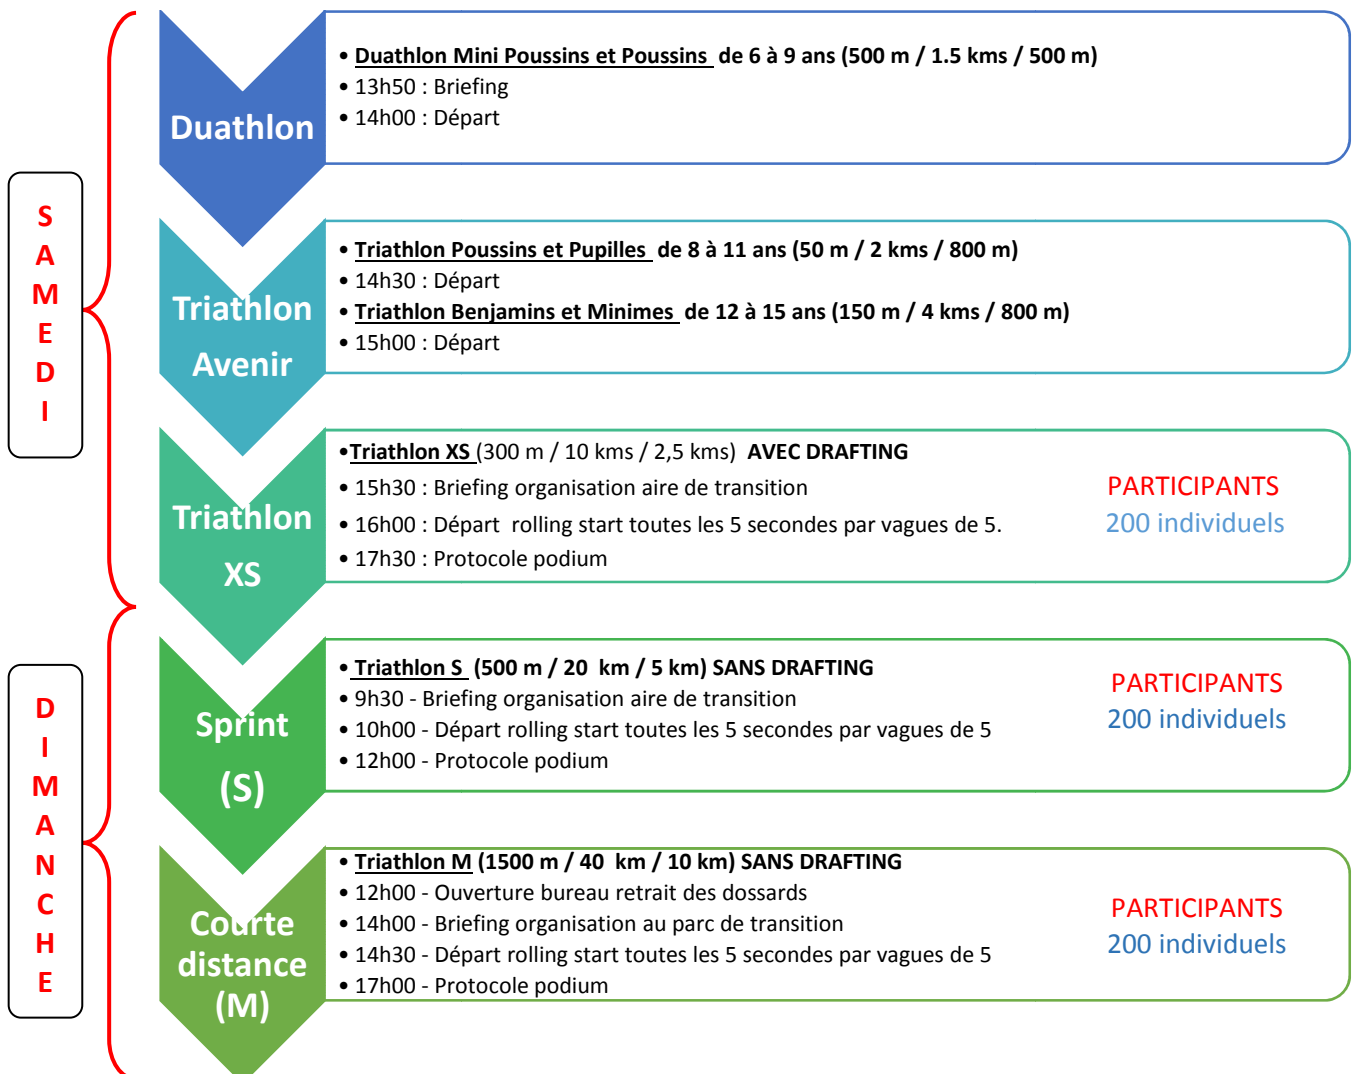 SAMEDI
Duathlon
• Duathlon Mini Poussins et Poussins de 6 à 9 ans (500 m / 1.5 kms / 500 m)
• 13h50 : Briefing
• 14h00 : Départ
Triathlon
Avenir
• Triathlon Poussins et Pupilles de 8 à 11 ans (50 m / 2 kms / 800 m)
• 14h30 : Départ
• Triathlon Benjamins et Minimes de 12 à 15 ans (150 m / 4 kms / 800 m)
• 15h00 : Départ
Triathlon
XS
•Triathlon XS (300 m / 10 kms / 2,5 kms) AVEC DRAFTING
• 15h30 : Briefing organisation aire de transition
• 16h00 : Départ rolling start toutes les 5 secondes par vagues de 5.
• 17h30 : Protocole podium
PARTICIPANTS
200 individuels
DIMANCHE
Sprint
(S)
• Triathlon S (500 m / 20 km / 5 km) SANS DRAFTING
• 9h30 - Briefing organisation aire de transition
• 10h00 - Départ rolling start toutes les 5 secondes par vagues de 5
• 12h00 - Protocole podium
PARTICIPANTS
200 individuels
Courte
distance
(M)
• Triathlon M (1500 m / 40 km / 10 km) SANS DRAFTING
• 12h00 - Ouverture bureau retrait des dossards
• 14h00 - Briefing organisation au parc de transition
• 14h30 - Départ rolling start toutes les 5 secondes par vagues de 5
• 17h00 - Protocole podium
PARTICIPANTS
200 individuels